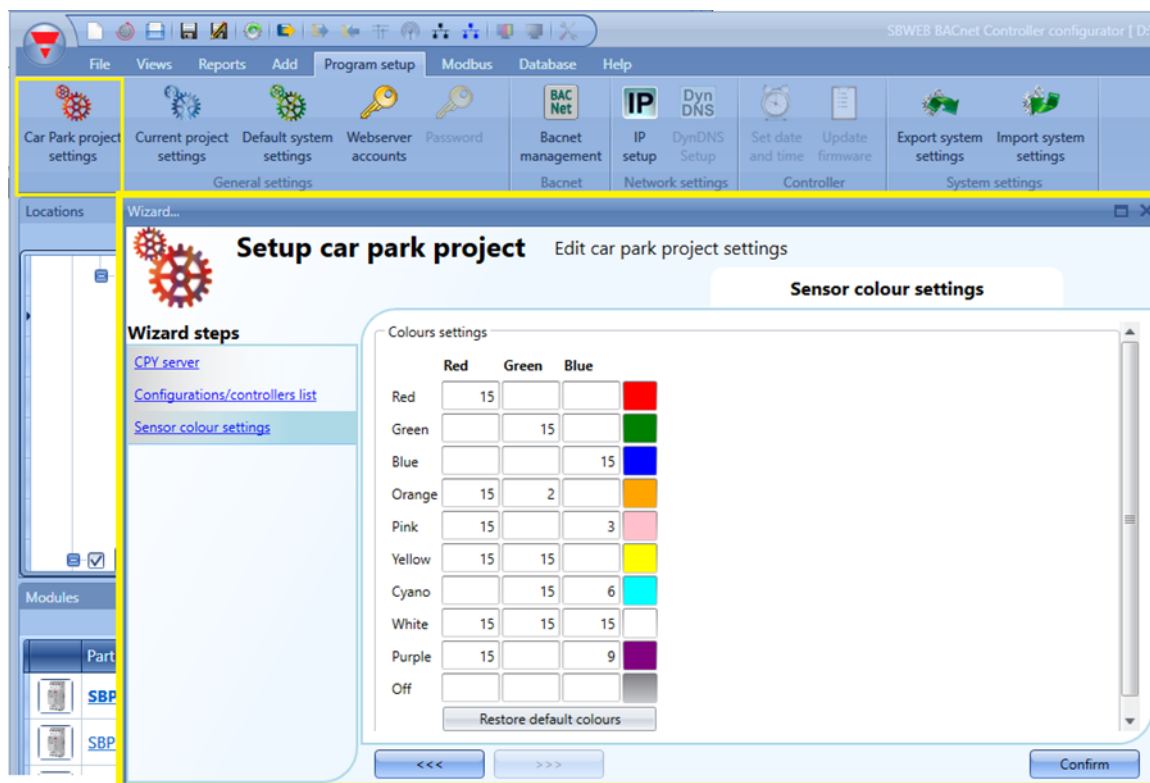 SBWEB BACnet Controller configurator [ D:
File Views Reports Add Program setup Modbus Database Help
BAC Net IP Dyn DNS
Car Park project settings
Current project settings
Default system settings
Webserver accounts
Password
Bacnet management
IP setup
DynDNS Setup
Set date and time
Update firmware
Export system settings
Import system settings
General settings Bacnet Network settings Controller System settings
Locations
Wizard...
Setup car park project Edit car park project settings
Sensor colour settings
Wizard steps
CPY server
Configurations/controllers list
Sensor colour settings
Colours settings
Red Green Blue
Red 15
Green 15
Blue 15
Orange 15 2
Pink 15 3
Yellow 15 15
Cyano 15 6
White 15 15 15
Purple 15 9
Off
Restore default colours
Modules
Part
SBP
SBP
<<< >>> Confirm